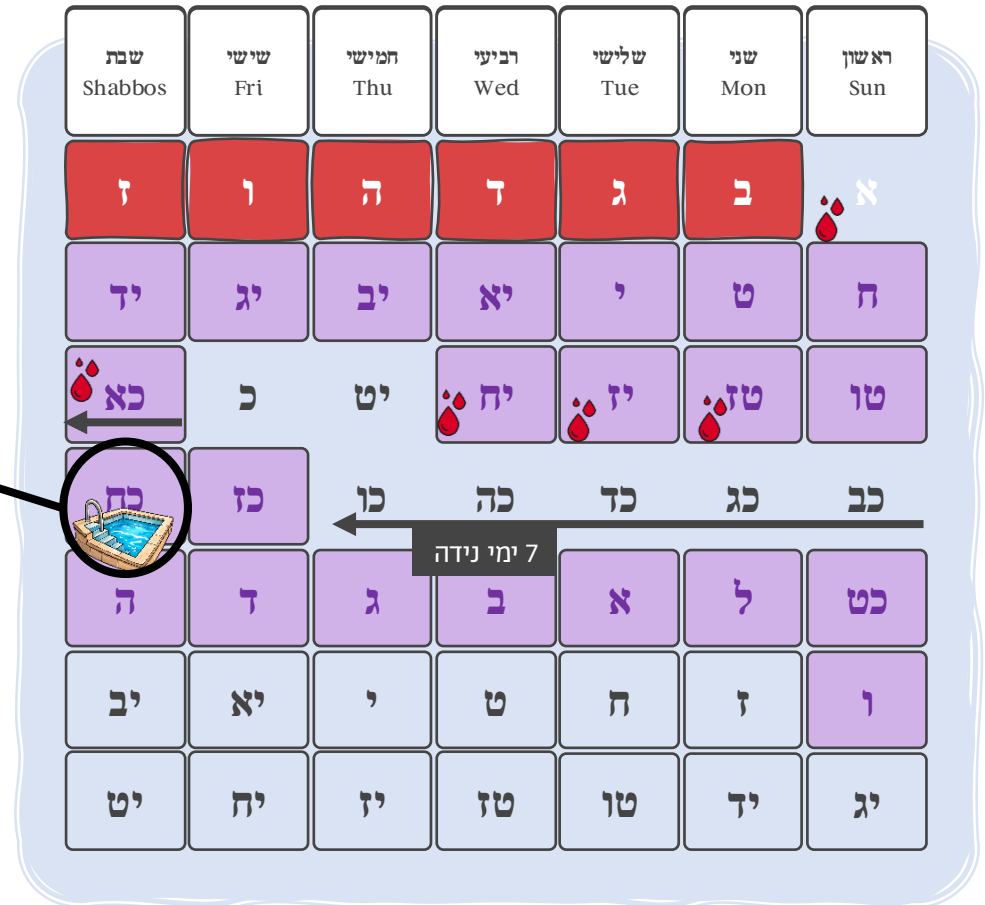 ראשון שני שלישי רביעי חמישי שישי שבת
Sun Mon Tue Wed Thu Fri Shabbos
א ב ג ד ה ו ז
ח ט י יא יב יג יד
טו טז יז יח יט כ כא
כב כג כד כה כו כז כח
7 ימי נידה
כט ל א ב ג ד ה
ו ז ח ט י יא יב
יג יד טו טז יז יח יט